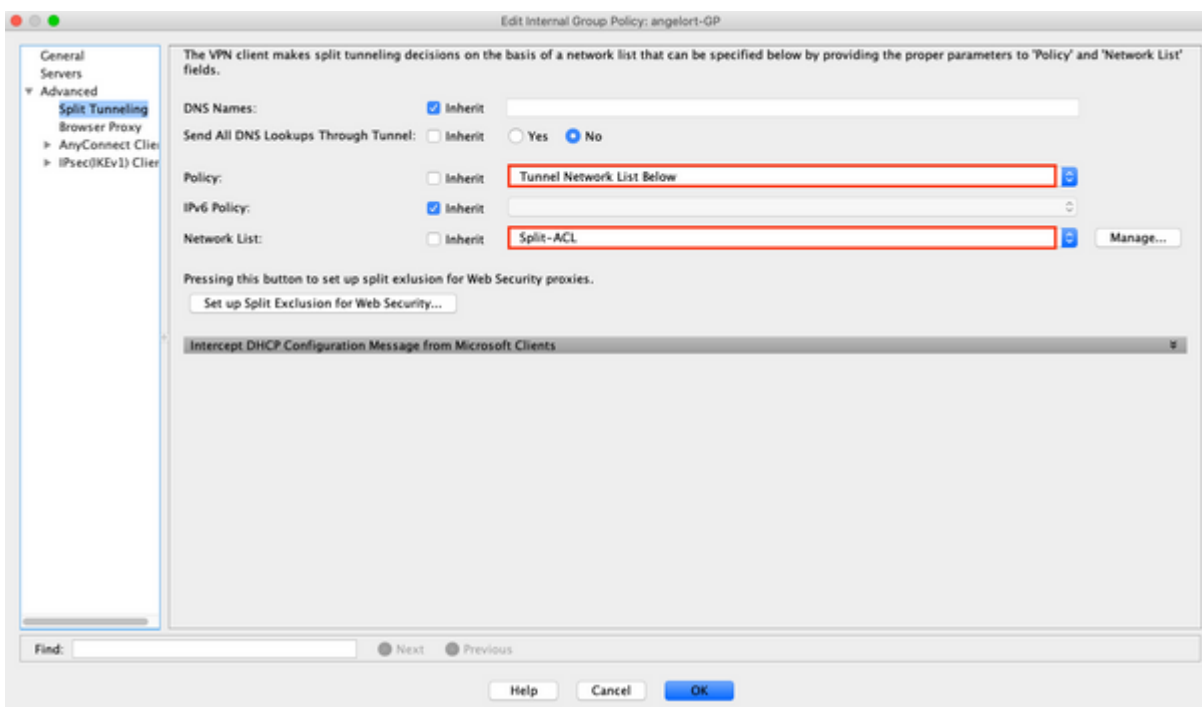 Edit Internal Group Policy: angelort-GP
General
Servers
Advanced
Split Tunneling
Browser Proxy
AnyConnect Clie
IPsec(IKEv1) Clier
The VPN client makes split tunneling decisions on the basis of a network list that can be specified below by providing the proper parameters to 'Policy' and 'Network List'
fields.
DNS Names: Inherit
Send All DNS Lookups Through Tunnel: Inherit Yes No
Policy: Inherit Tunnel Network List Below
IPv6 Policy: Inherit
Network List: Inherit Split-ACL Manage...
Pressing this button to set up split exlusion for Web Security proxies.
Set up Split Exclusion for Web Security...
Intercept DHCP Configuration Message from Microsoft Clients
Find: Next Previous
Help Cancel OK